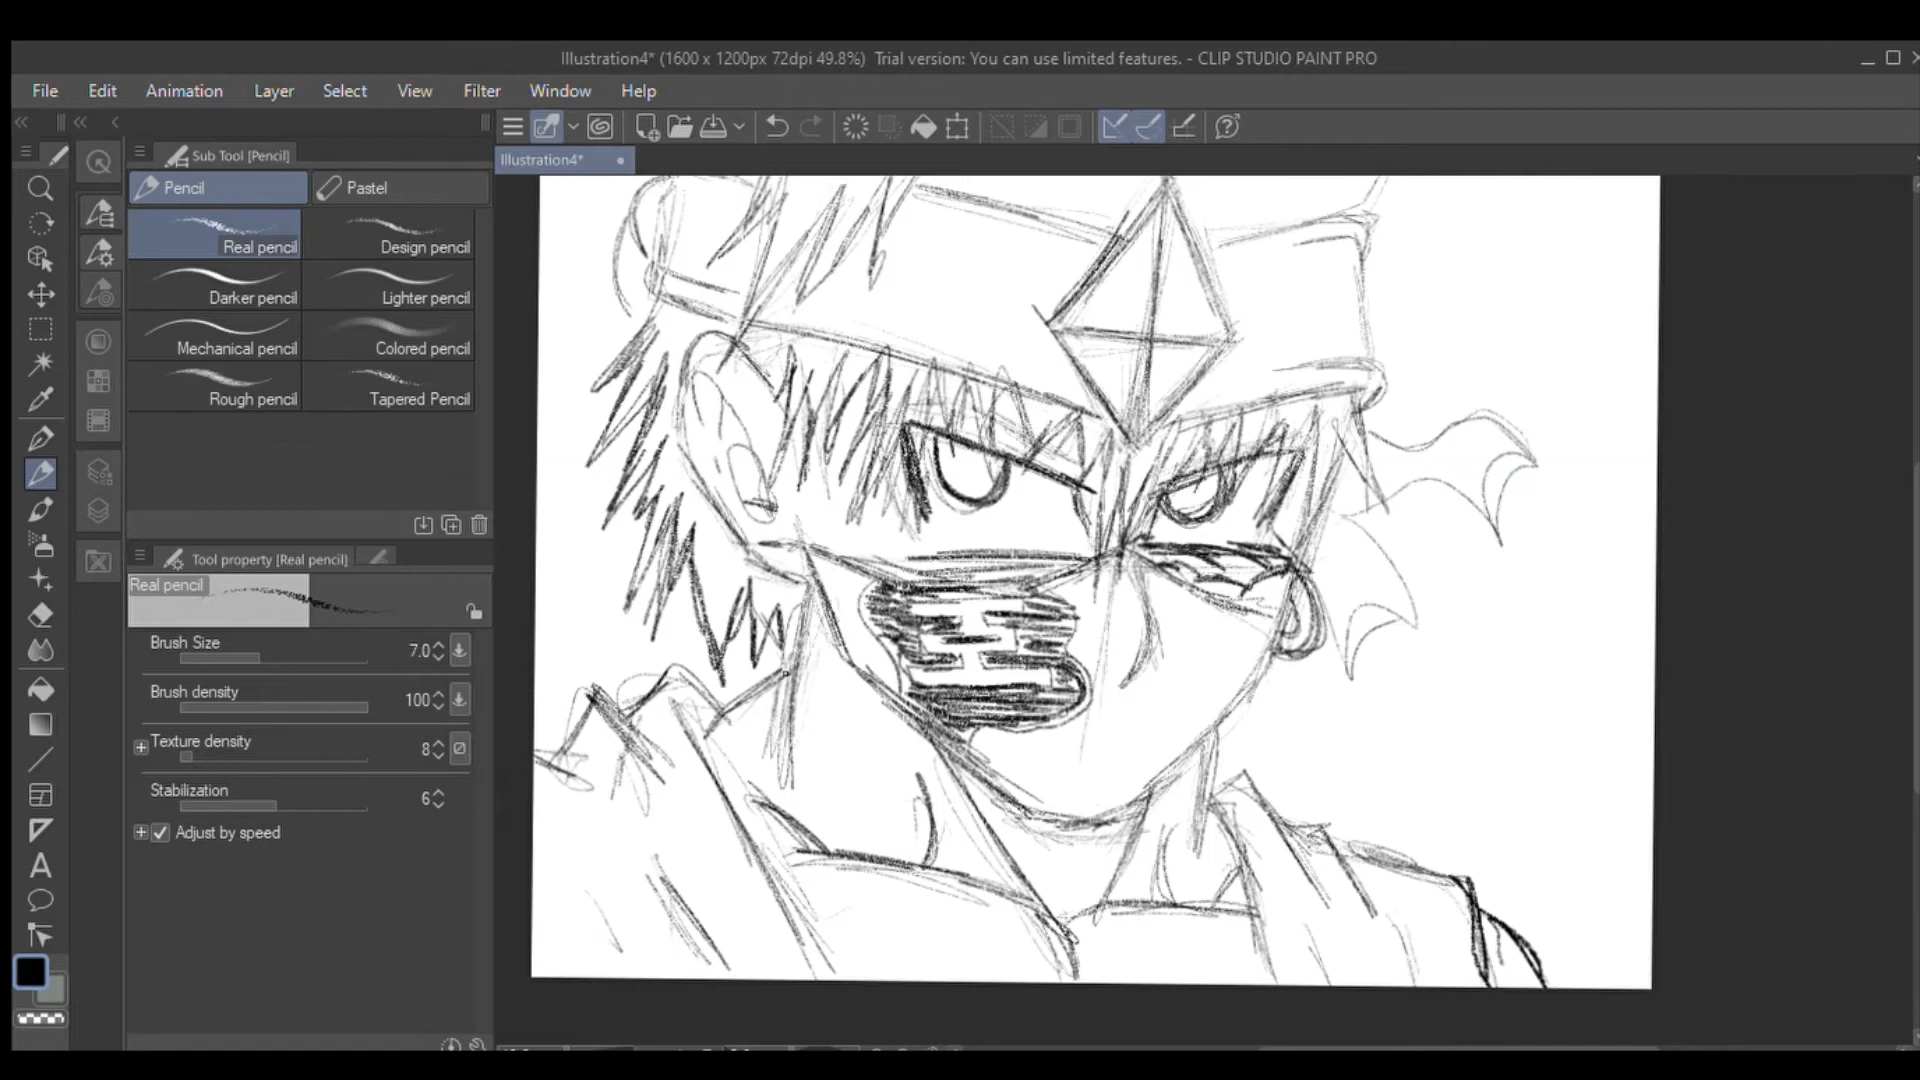 Illustration4* (1600 x 1200px 72dpi 49.8%)  Trial version: You can use limited features. - CLIP STUDIO PAINT PRO
File Edit Animation Layer Select View Filter Window Help
Sub Tool [Pencil]
Illustration4*
Pencil Pastel
Real pencil Design pencil
Darker pencil Lighter pencil
Mechanical pencil Colored pencil
Rough pencil Tapered Pencil
Tool property [Real pencil]
Real pencil
Brush Size 7.0
Brush density 100
Texture density 8
Stabilization 6
Adjust by speed
A